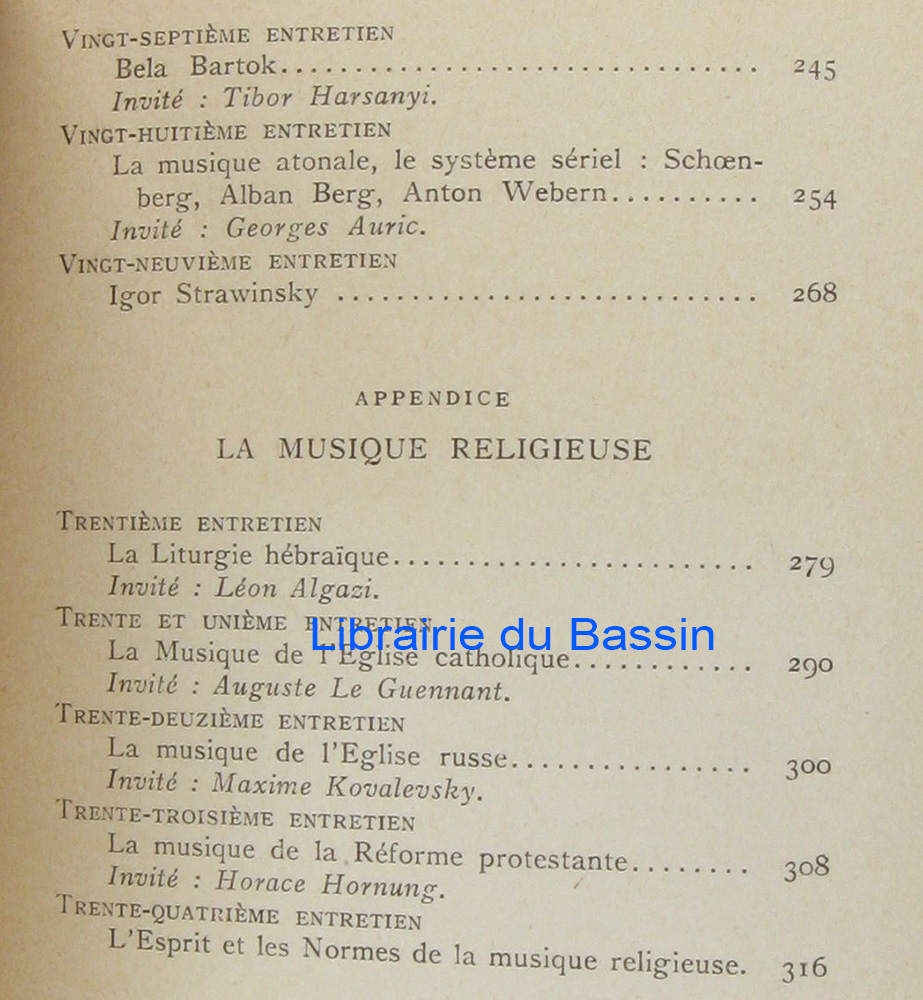 VINGT-SEPTIÈME ENTRETIEN
Bela Bartok................................ 245
Invité : Tibor Harsanyi.
VINGT-HUITIÈME ENTRETIEN
La musique atonale, le système sériel : Schœn-
berg, Alban Berg, Anton Webern.......... 254
Invité : Georges Auric.
VINGT-NEUVIÈME ENTRETIEN
Igor Strawinsky ............................ 268
APPENDICE
LA MUSIQUE RELIGIEUSE
TRENTIÈME ENTRETIEN
La Liturgie hébraïque........................ 279
Invité : Léon Algazi.
TRENTE ET UNIÈME ENTRETIEN
Librairie du Bassin
La Musique de l'Eglise catholique............ 290
Invité : Auguste Le Guennant.
TRENTE-DEUZIÈME ENTRETIEN
La musique de l'Eglise russe................ 300
Invité : Maxime Kovalevsky.
TRENTE-TROISIÈME ENTRETIEN
La musique de la Réforme protestante........ 308
Invité : Horace Hornung.
TRENTE-QUATRIÈME ENTRETIEN
L'Esprit et les Normes de la musique religieuse. 316